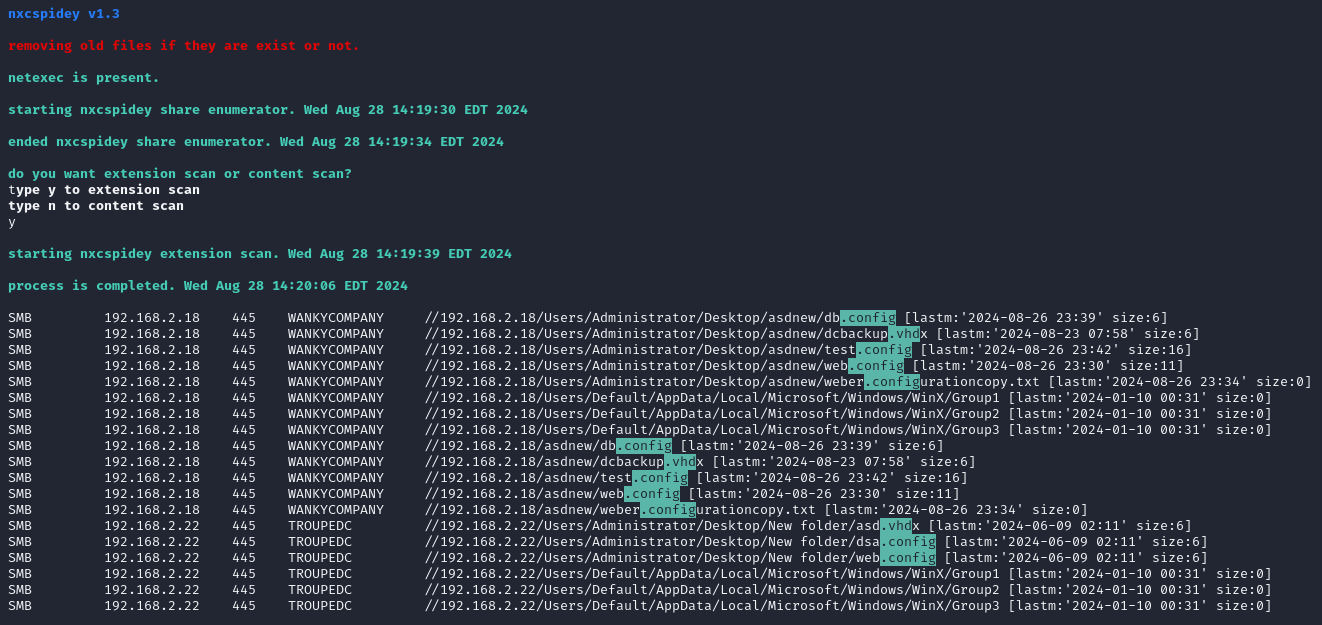 nxcspidey v1.3
removing old files if they are exist or not.
netexec is present.
starting nxcspidey share enumerator. Wed Aug 28 14:19:30 EDT 2024
ended nxcspidey share enumerator. Wed Aug 28 14:19:34 EDT 2024
do you want extension scan or content scan?
type y to extension scan
type n to content scan
y
starting nxcspidey extension scan. Wed Aug 28 14:19:39 EDT 2024
process is completed. Wed Aug 28 14:20:06 EDT 2024
SMB         192.168.2.18    445    WANKYCOMPANY     //192.168.2.18/Users/Administrator/Desktop/asdnew/db.config [lastm:'2024-08-26 23:39' size:6]
SMB         192.168.2.18    445    WANKYCOMPANY     //192.168.2.18/Users/Administrator/Desktop/asdnew/dcbackup.vhdx [lastm:'2024-08-23 07:58' size:6]
SMB         192.168.2.18    445    WANKYCOMPANY     //192.168.2.18/Users/Administrator/Desktop/asdnew/test.config [lastm:'2024-08-26 23:42' size:16]
SMB         192.168.2.18    445    WANKYCOMPANY     //192.168.2.18/Users/Administrator/Desktop/asdnew/web.config [lastm:'2024-08-26 23:30' size:11]
SMB         192.168.2.18    445    WANKYCOMPANY     //192.168.2.18/Users/Administrator/Desktop/asdnew/weber.configurationcopy.txt [lastm:'2024-08-26 23:34' size:0]
SMB         192.168.2.18    445    WANKYCOMPANY     //192.168.2.18/Users/Default/AppData/Local/Microsoft/Windows/WinX/Group1 [lastm:'2024-01-10 00:31' size:0]
SMB         192.168.2.18    445    WANKYCOMPANY     //192.168.2.18/Users/Default/AppData/Local/Microsoft/Windows/WinX/Group2 [lastm:'2024-01-10 00:31' size:0]
SMB         192.168.2.18    445    WANKYCOMPANY     //192.168.2.18/Users/Default/AppData/Local/Microsoft/Windows/WinX/Group3 [lastm:'2024-01-10 00:31' size:0]
SMB         192.168.2.18    445    WANKYCOMPANY     //192.168.2.18/asdnew/db.config [lastm:'2024-08-26 23:39' size:6]
SMB         192.168.2.18    445    WANKYCOMPANY     //192.168.2.18/asdnew/dcbackup.vhdx [lastm:'2024-08-23 07:58' size:6]
SMB         192.168.2.18    445    WANKYCOMPANY     //192.168.2.18/asdnew/test.config [lastm:'2024-08-26 23:42' size:16]
SMB         192.168.2.18    445    WANKYCOMPANY     //192.168.2.18/asdnew/web.config [lastm:'2024-08-26 23:30' size:11]
SMB         192.168.2.18    445    WANKYCOMPANY     //192.168.2.18/asdnew/weber.configurationcopy.txt [lastm:'2024-08-26 23:34' size:0]
SMB         192.168.2.22    445    TROUPEDC         //192.168.2.22/Users/Administrator/Desktop/New folder/asd.vhdx [lastm:'2024-06-09 02:11' size:6]
SMB         192.168.2.22    445    TROUPEDC         //192.168.2.22/Users/Administrator/Desktop/New folder/dsa.config [lastm:'2024-06-09 02:11' size:6]
SMB         192.168.2.22    445    TROUPEDC         //192.168.2.22/Users/Administrator/Desktop/New folder/web.config [lastm:'2024-06-09 02:11' size:6]
SMB         192.168.2.22    445    TROUPEDC         //192.168.2.22/Users/Default/AppData/Local/Microsoft/Windows/WinX/Group1 [lastm:'2024-01-10 00:31' size:0]
SMB         192.168.2.22    445    TROUPEDC         //192.168.2.22/Users/Default/AppData/Local/Microsoft/Windows/WinX/Group2 [lastm:'2024-01-10 00:31' size:0]
SMB         192.168.2.22    445    TROUPEDC         //192.168.2.22/Users/Default/AppData/Local/Microsoft/Windows/WinX/Group3 [lastm:'2024-01-10 00:31' size:0]